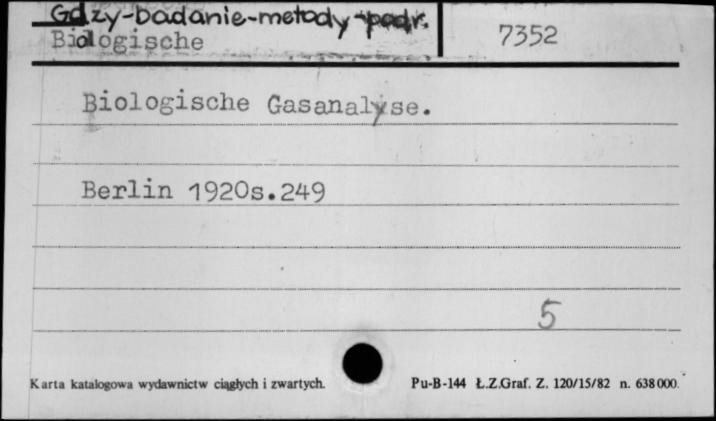 Gazy-badanie-metody-podr.
Biologische
7352
Biologische Gasanalyse.
Berlin 1920s.249
5
Karta katalogowa wydawnictw ciągłych i zwartych.
Pu-B-144 Ł.Z.Graf. Z. 120/15/82 n. 638000.